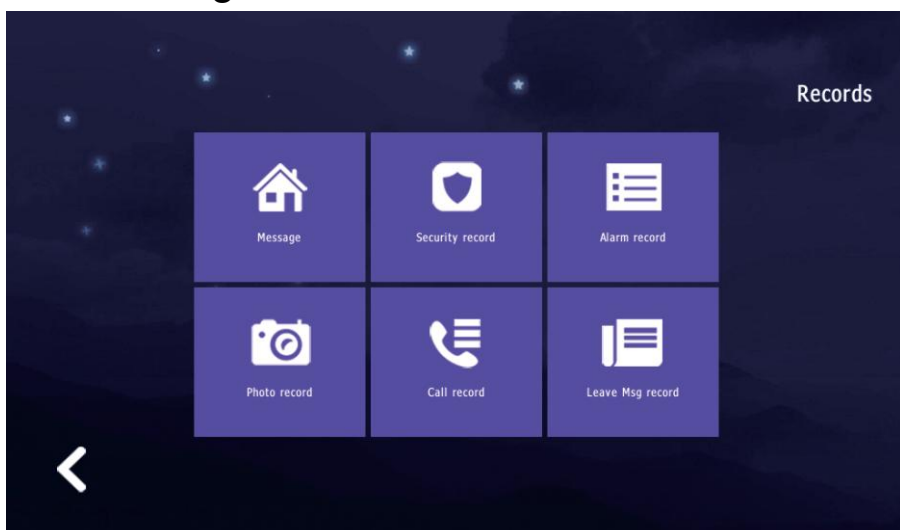 Records
Message
Security record
Alarm record
Photo record
Call record
Leave Msg record